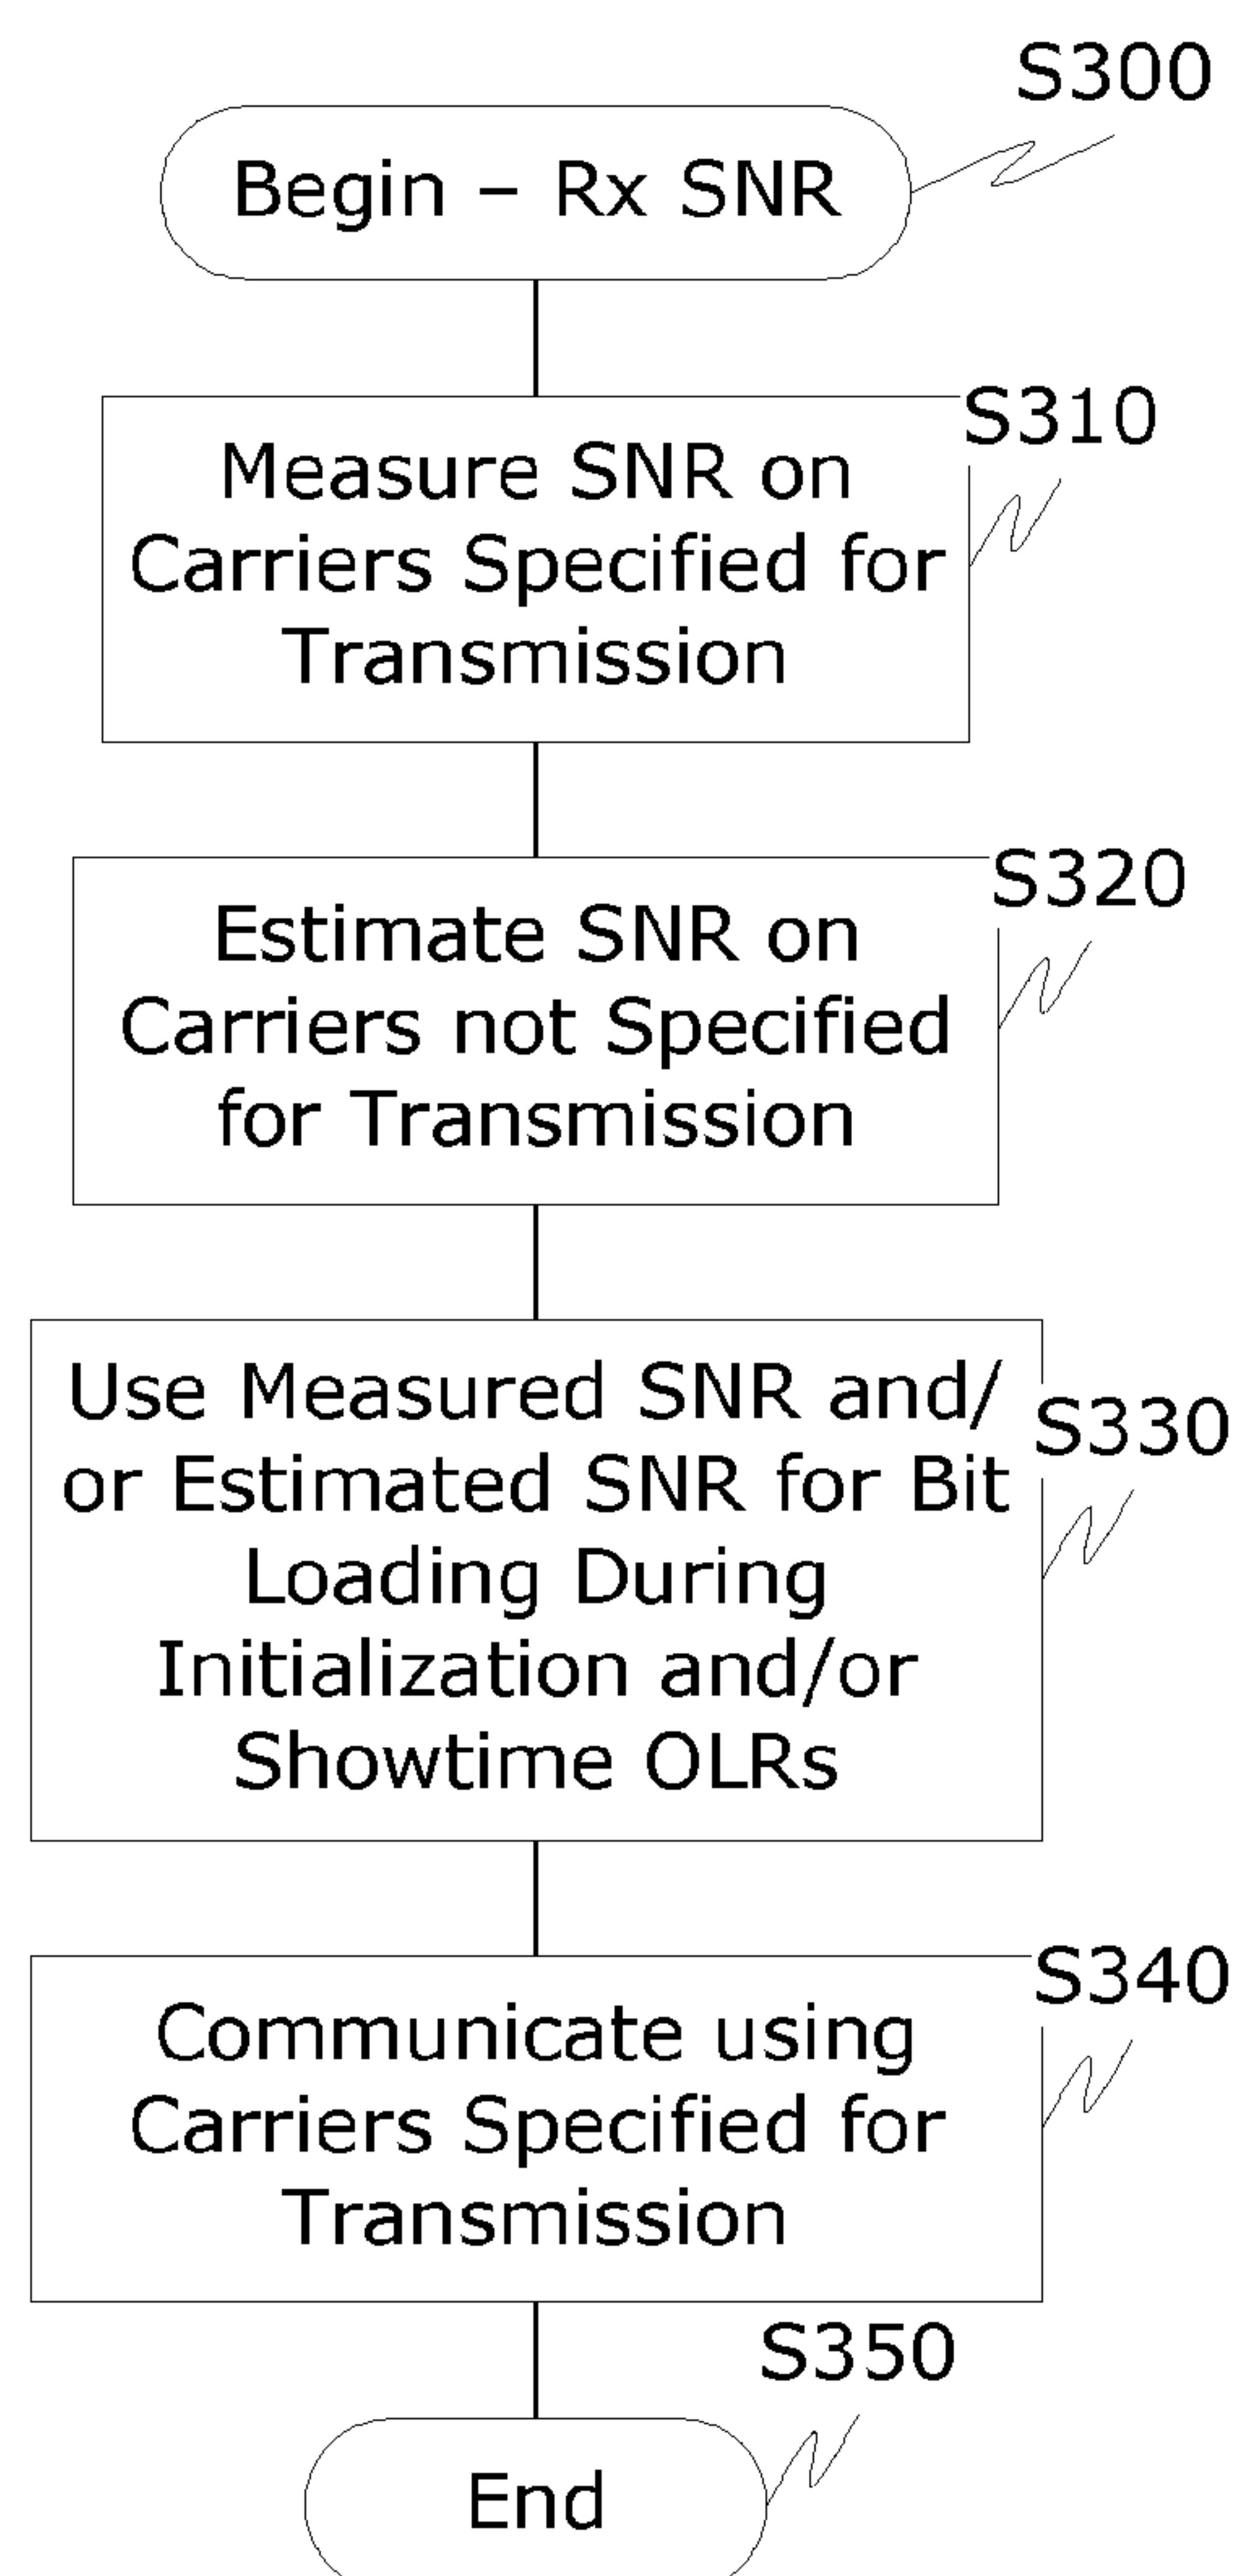 S300
Begin – Rx SNR
S310
Measure SNR on
Carriers Specified for
Transmission
S320
Estimate SNR on
Carriers not Specified
for Transmission
Use Measured SNR and/
S330
or Estimated SNR for Bit
Loading During
Initialization and/or
Showtime OLRs
S340
Communicate using
Carriers Specified for
Transmission
S350
End